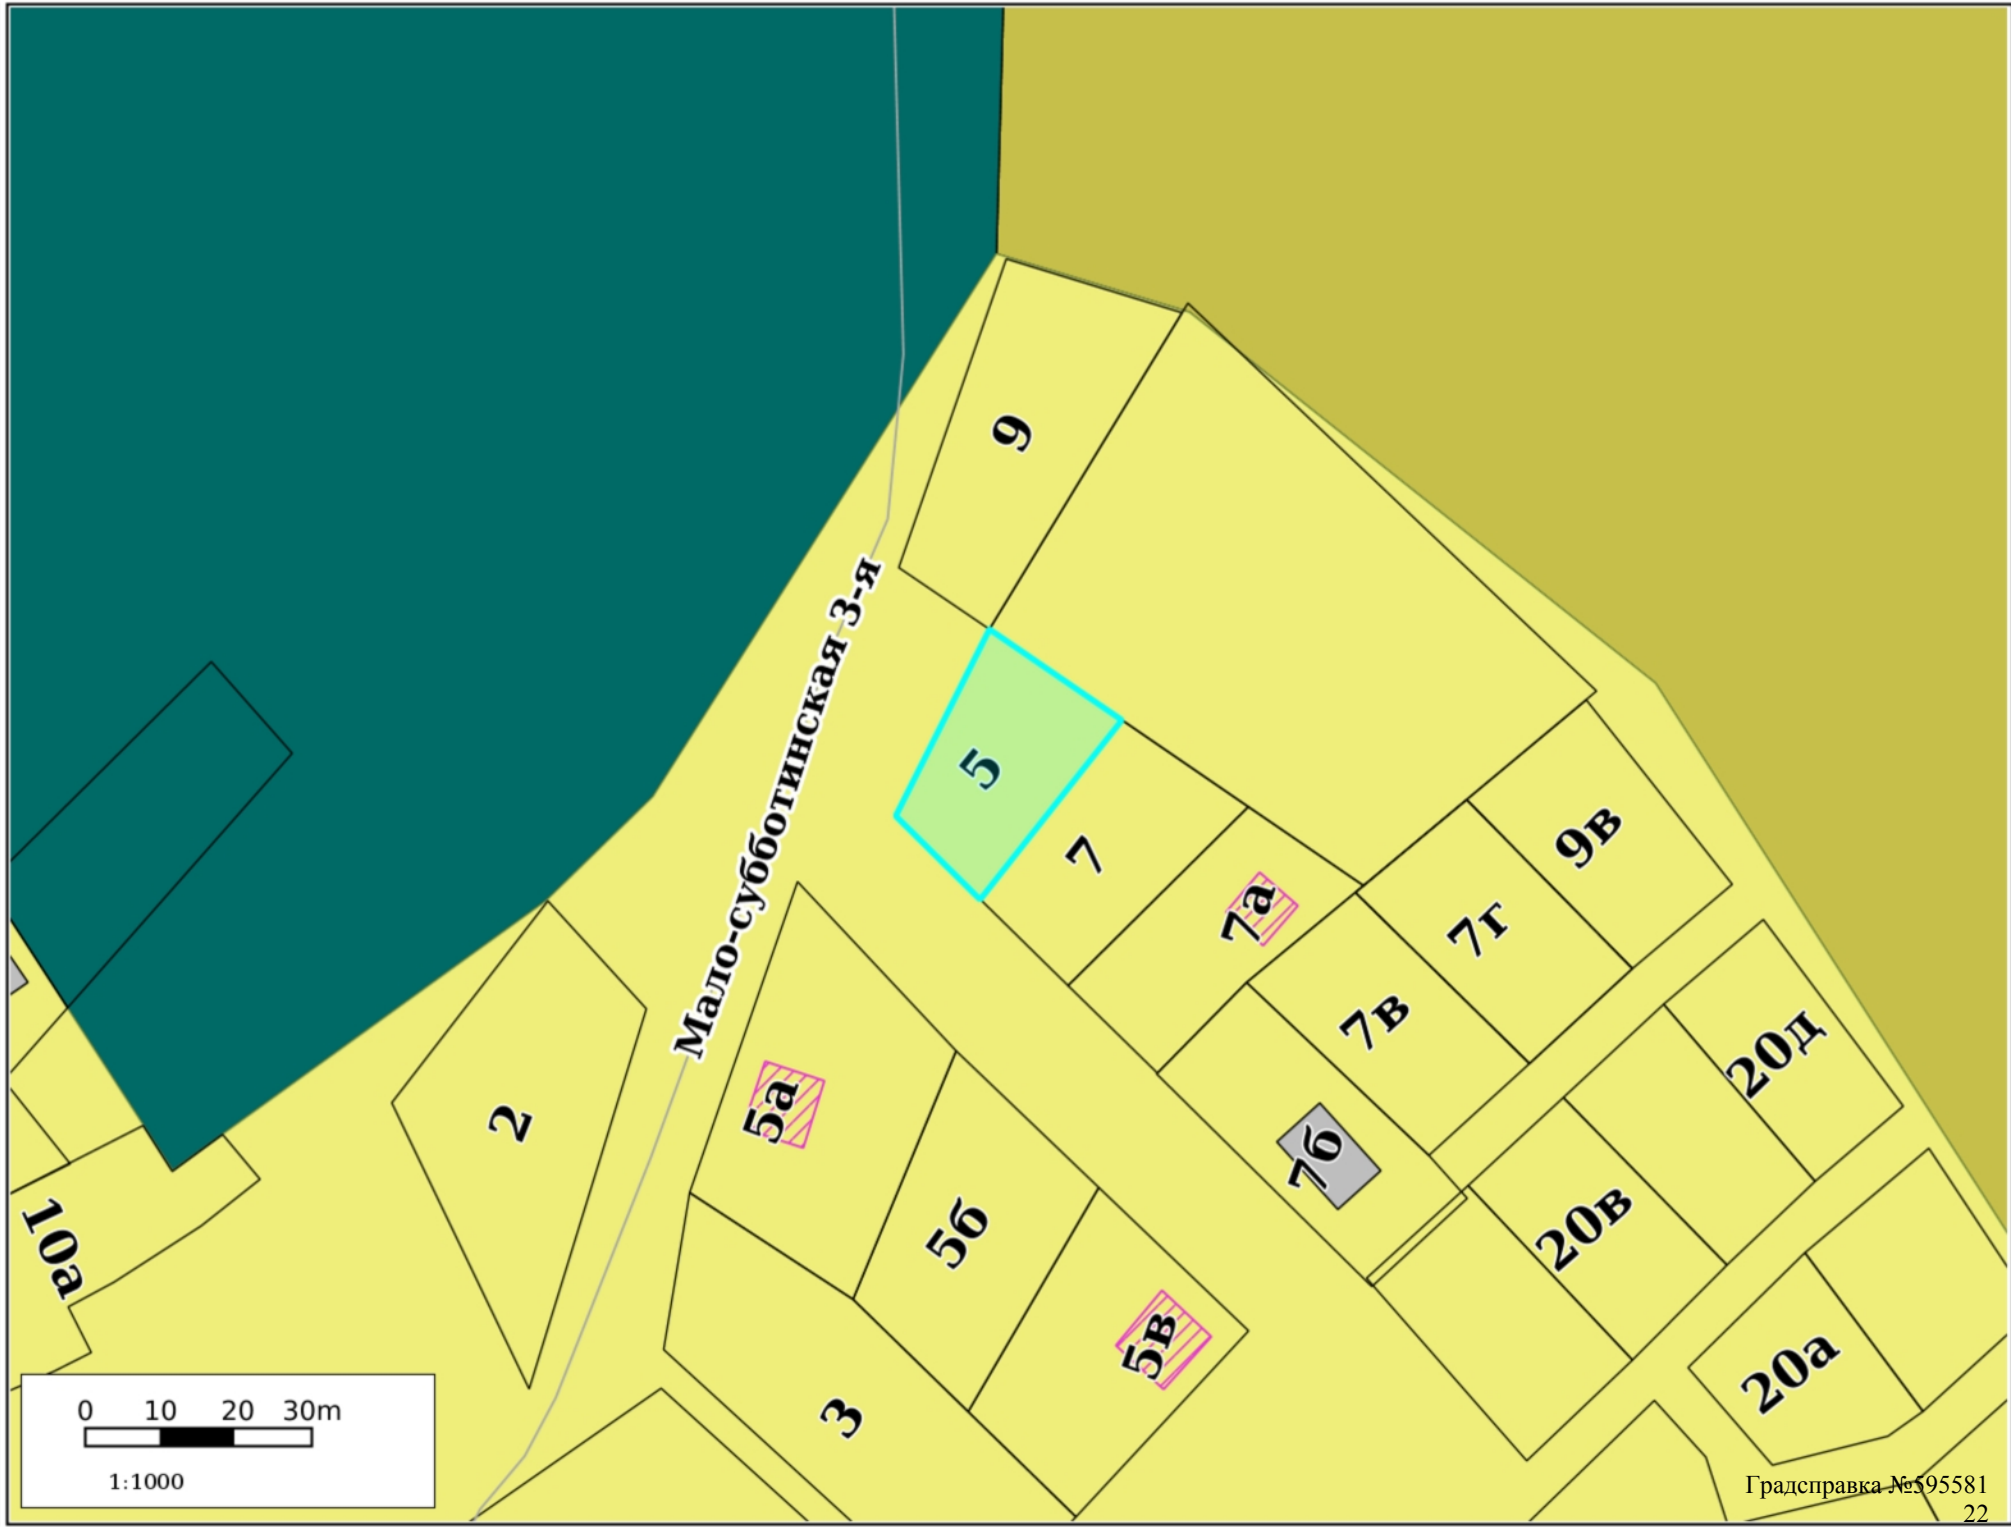 9
Мало-субботинская 3-я
5
7
7а
9в
7г
7в
20д
2
5а
7б
5б
20в
10а
5в
20а
3
0 10 20 30m
1:1000
Градсправка №595581
22